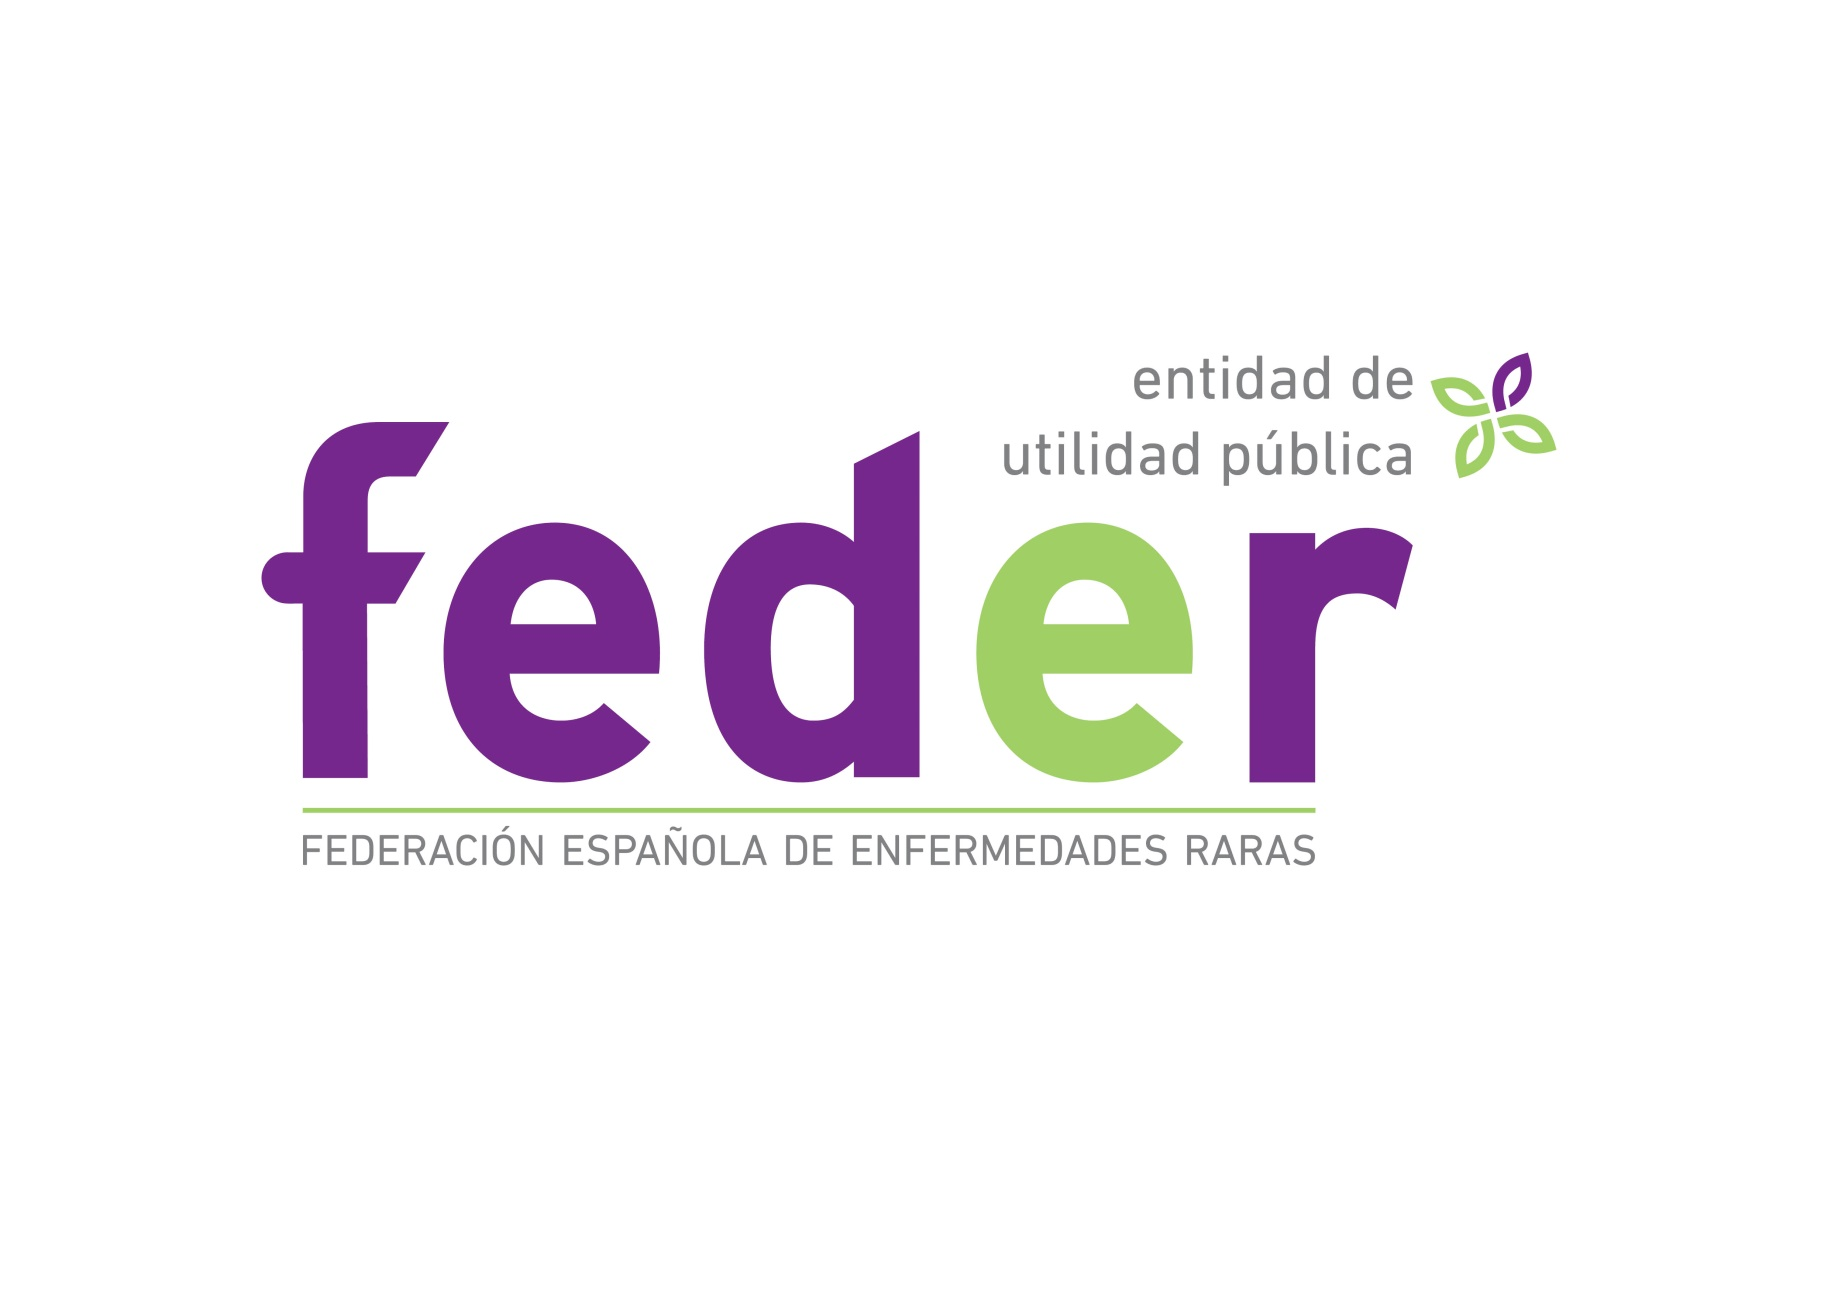 entidad de
utilidad pública
feder
FEDERACIÓN ESPAÑOLA DE ENFERMEDADES RARAS